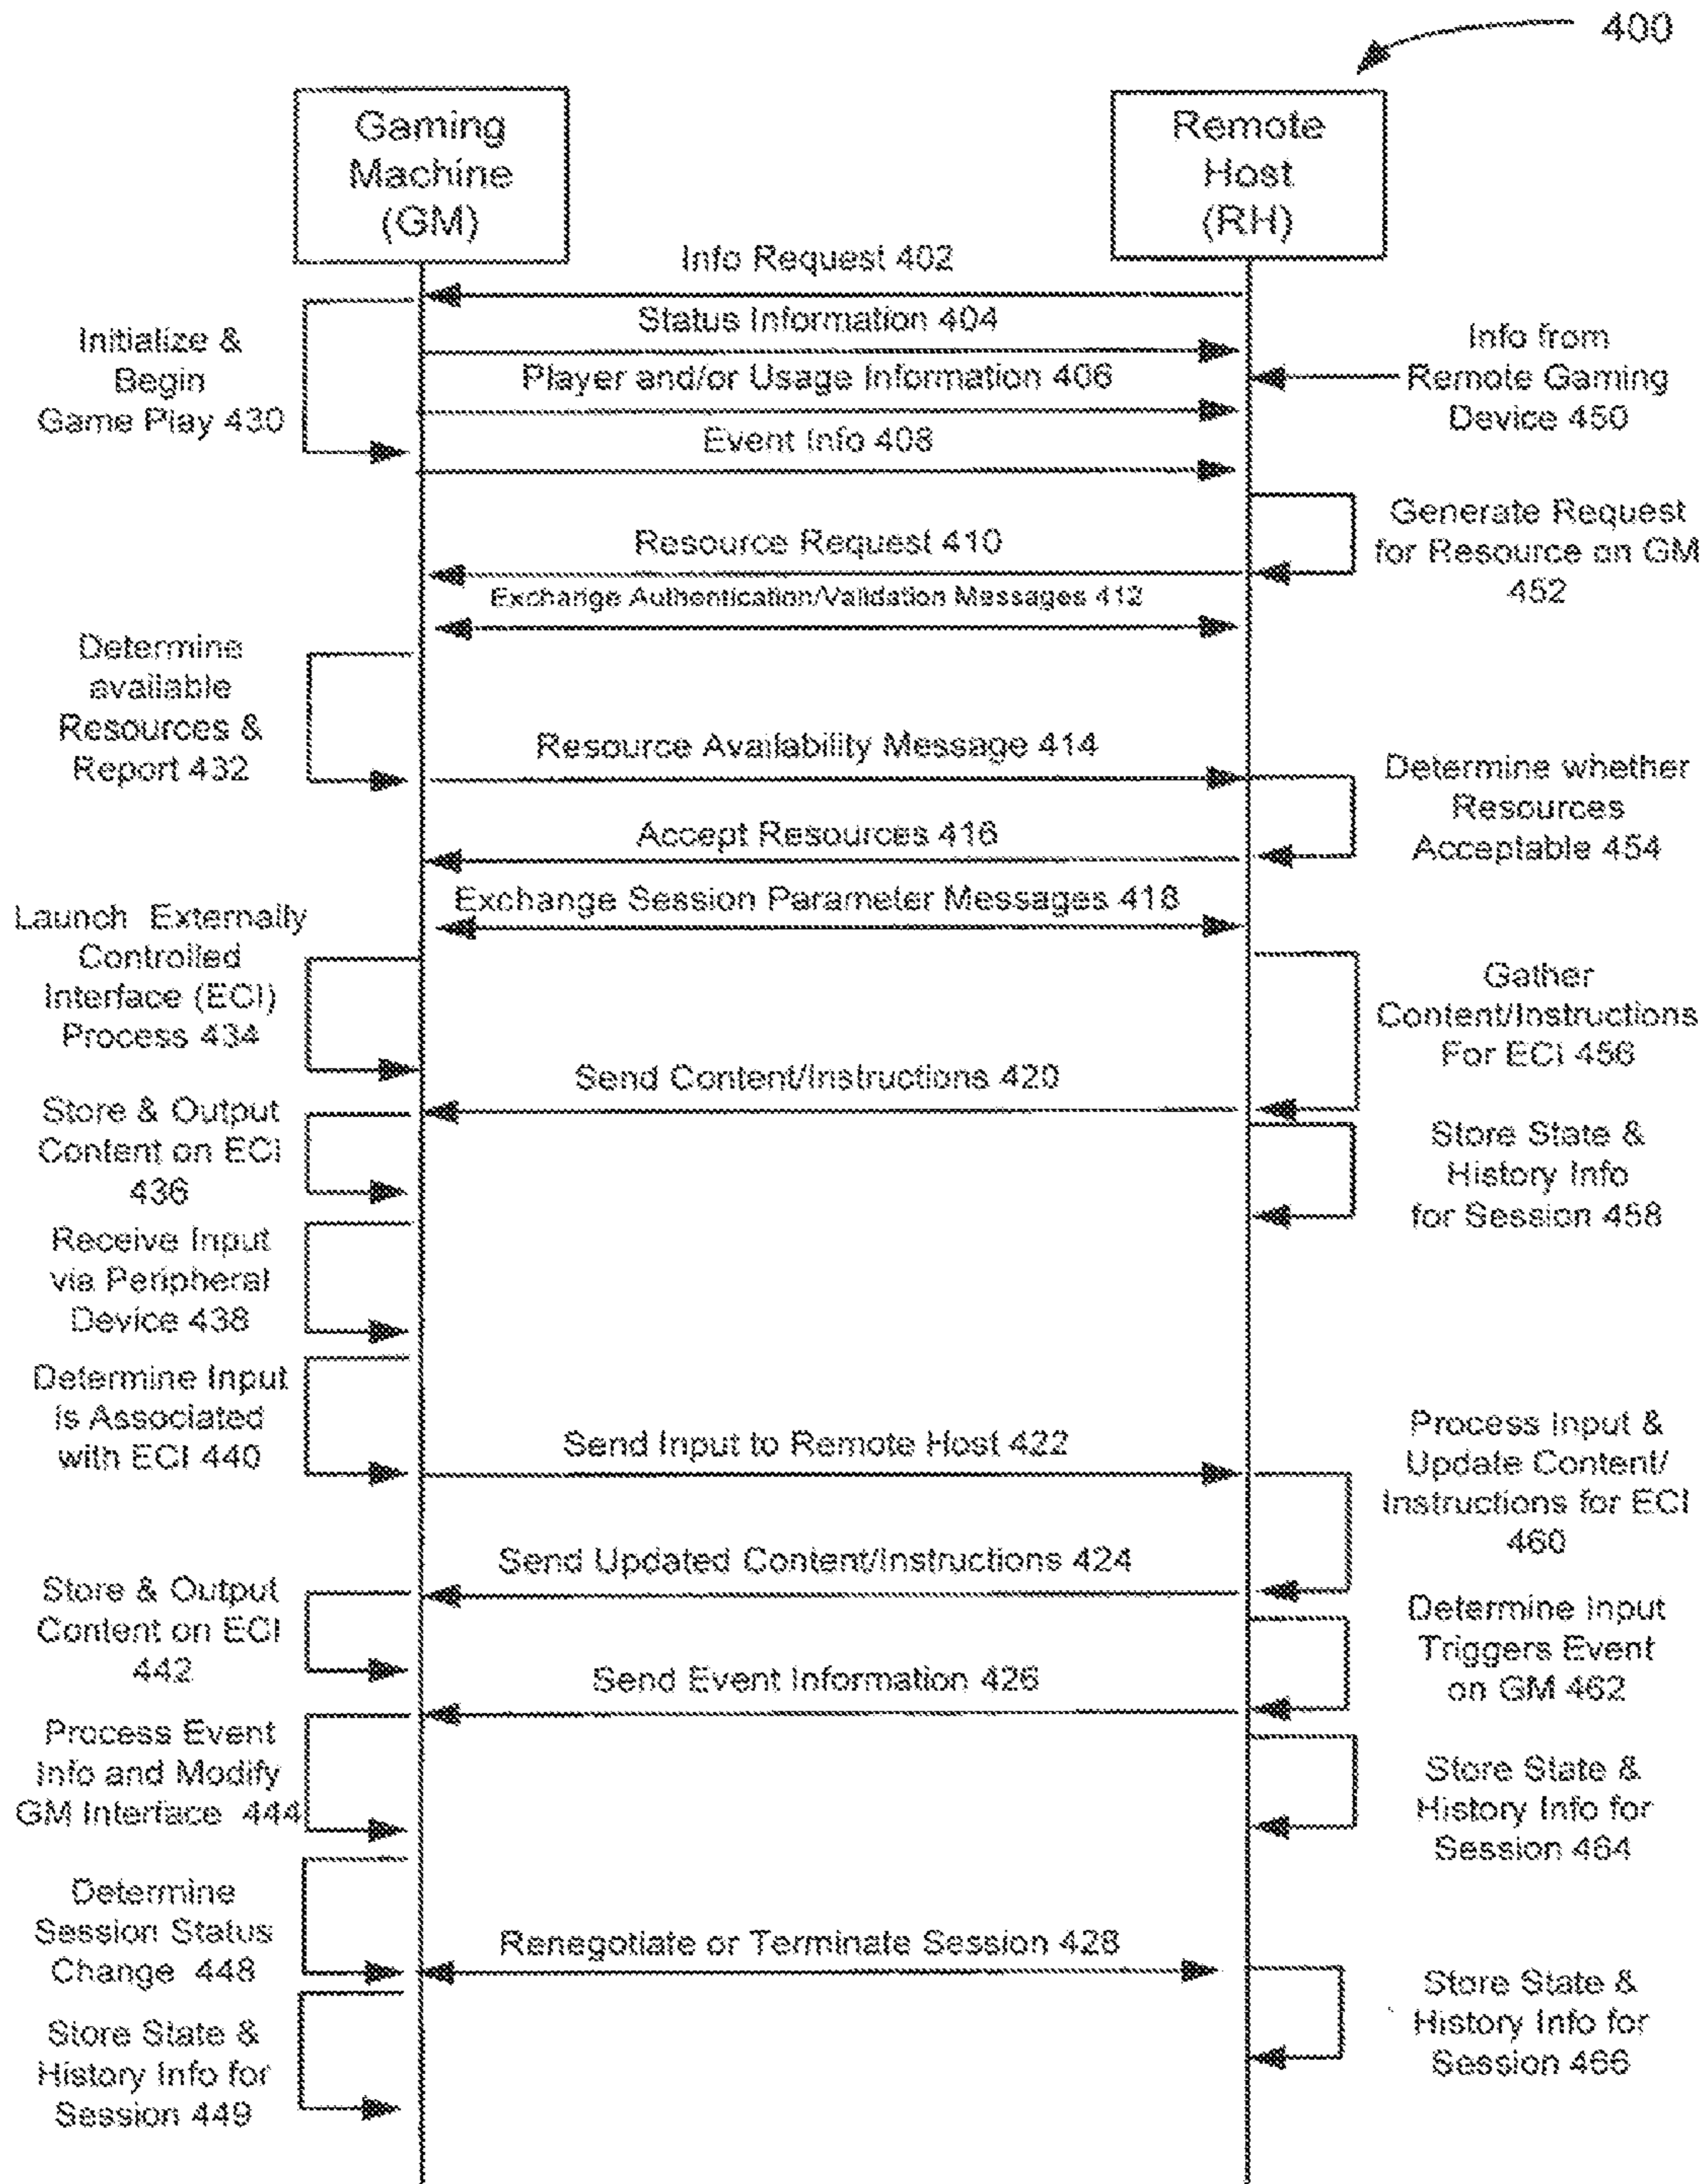 400
Gaming
Machine
(GM)
Remote
Host
(RH)
Info Request 402
Status Information 404
Initialize &
Begin
Game Play 430
Info from
Remote Gaming
Device 450
Player and/or Usage Information 406
Event Info 408
Generate Request
for Resource on GM
452
Resource Request 410
Exchange Authentication/Validation Messages 412
Determine
available
Resources &
Report 432
Resource Availability Message 414
Determine whether
Resources
Acceptable 454
Accept Resources 416
Exchange Session Parameter Messages 418
Launch Externally
Controlled
Interface (ECI)
Process 434
Gather
Content/Instructions
For ECI 456
Send Content/Instructions 420
Store & Output
Content on ECI
436
Store State &
History Info
for Session 458
Receive Input
via Peripheral
Device 438
Determine Input
is Associated
with ECI 440
Send Input to Remote Host 422
Process Input &
Update Content/
Instructions for ECI
460
Send Updated Content/Instructions 424
Store & Output
Content on ECI
442
Determine Input
Triggers Event
on GM 462
Send Event Information 426
Process Event
Info and Modify
GM Interface 444
Store State &
History Info for
Session 464
Determine
Session Status
Change 448
Renegotiate or Terminate Session 428
Store State &
History Info for
Session 466
Store State &
History Info for
Session 449